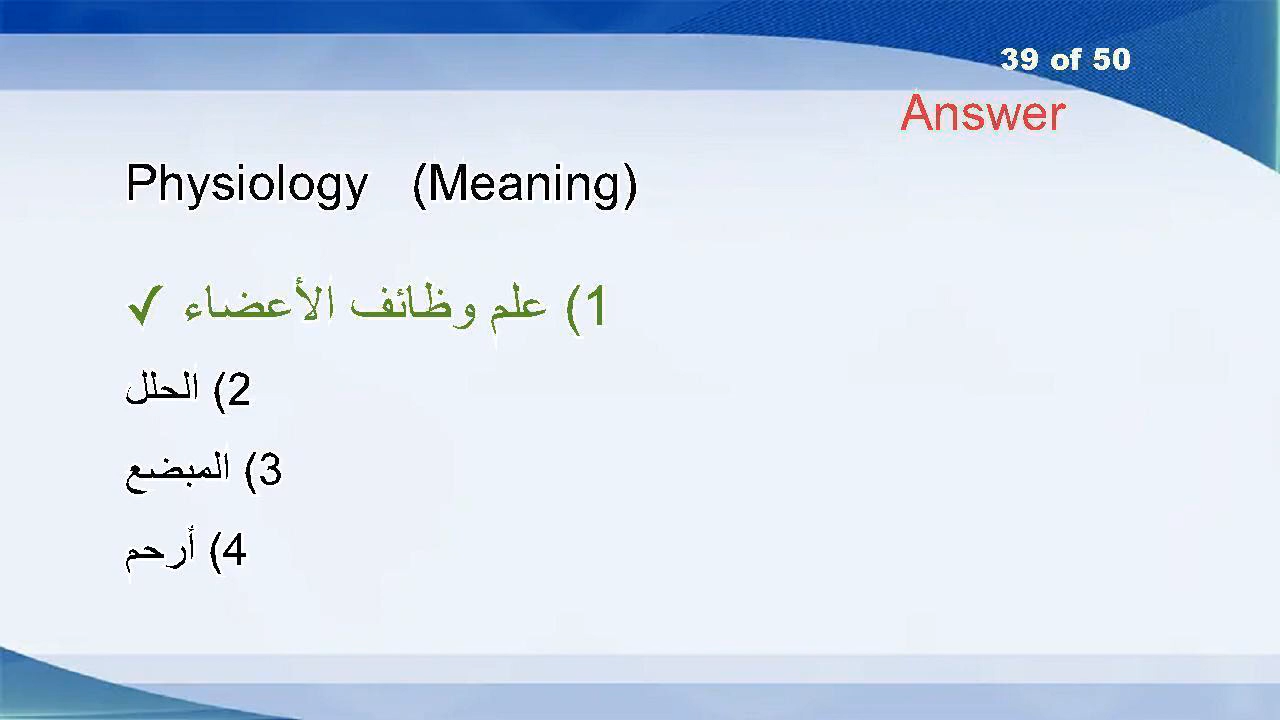 39 of 50
Answer
Physiology (Meaning)
1) علم وظائف الأعضاء ✓
2) الحلل
3) المبضع
4) أرحم